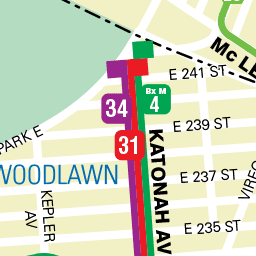 Mc LE
E 241 ST
Bx M
4
34
E 239 ST
PARK E
31
WOODLAWN
KATONAH AV
E 237 ST
KEPLER
AV
VIREO
E 235 ST